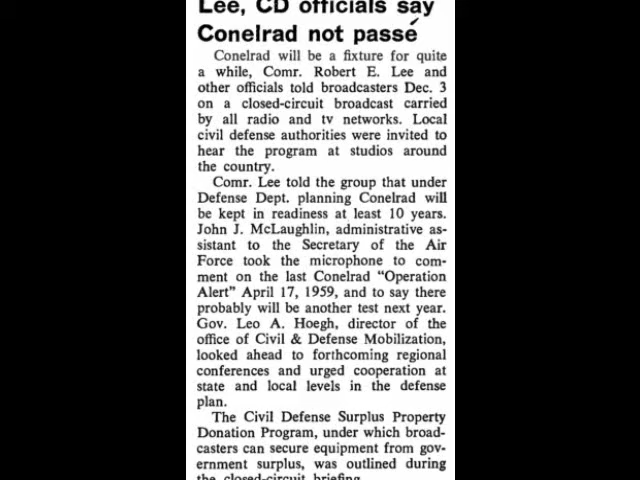 Lee, CD officials say
Conelrad not passé
Conelrad will be a fixture for quite
a while, Comr. Robert E. Lee and
other officials told broadcasters Dec. 3
on a closed-circuit broadcast carried
by all radio and tv networks. Local
civil defense authorities were invited to
hear the program at studios around
the country.
Comr. Lee told the group that under
Defense Dept. planning Conelrad will
be kept in readiness at least 10 years.
John J. McLaughlin, administrative as-
sistant to the Secretary of the Air
Force took the microphone to com-
ment on the last Conelrad "Operation
Alert" April 17, 1959, and to say there
probably will be another test next year.
Gov. Leo A. Hoegh, director of the
office of Civil & Defense Mobilization,
looked ahead to forthcoming regional
conferences and urged cooperation at
state and local levels in the defense
plan.
The Civil Defense Surplus Property
Donation Program, under which broad-
casters can secure equipment from gov-
ernment surplus, was outlined during
the closed-circuit briefing.